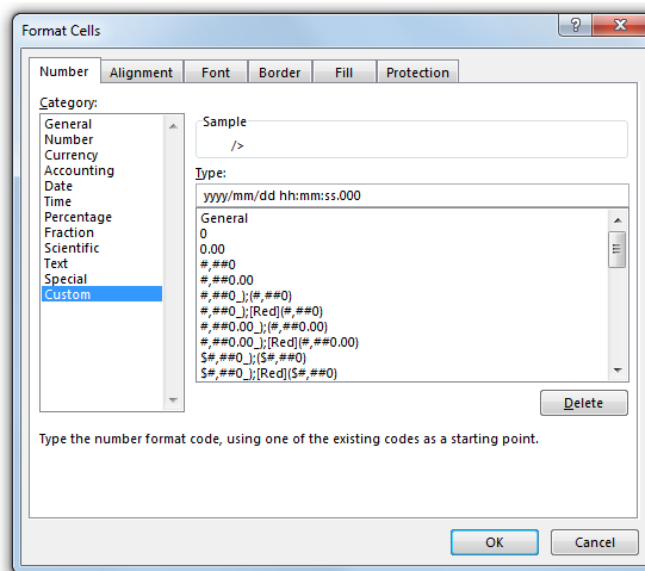 Format Cells
Number Alignment Font Border Fill Protection
Category:
General
Number
Currency
Accounting
Date
Time
Percentage
Fraction
Scientific
Text
Special
Custom
Sample
/>
Type:
yyyy/mm/dd hh:mm:ss.000
General
0
0.00
#,##0
#,##0.00
#,##0_);(#,##0)
#,##0_);[Red](#,##0)
#,##0.00_);(#,##0.00)
#,##0.00_);[Red](#,##0.00)
$#,##0_);($#,##0)
$#,##0_);[Red]($#,##0)
Delete
Type the number format code, using one of the existing codes as a starting point.
OK Cancel